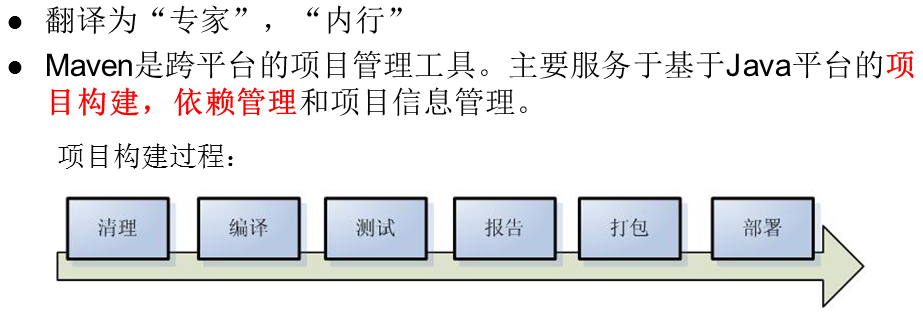 ● 翻译为“专家”，“内行”
● Maven是跨平台的项目管理工具。主要服务于基于Java平台的项
目构建，依赖管理和项目信息管理。
项目构建过程：
清理 编译 测试 报告 打包 部署